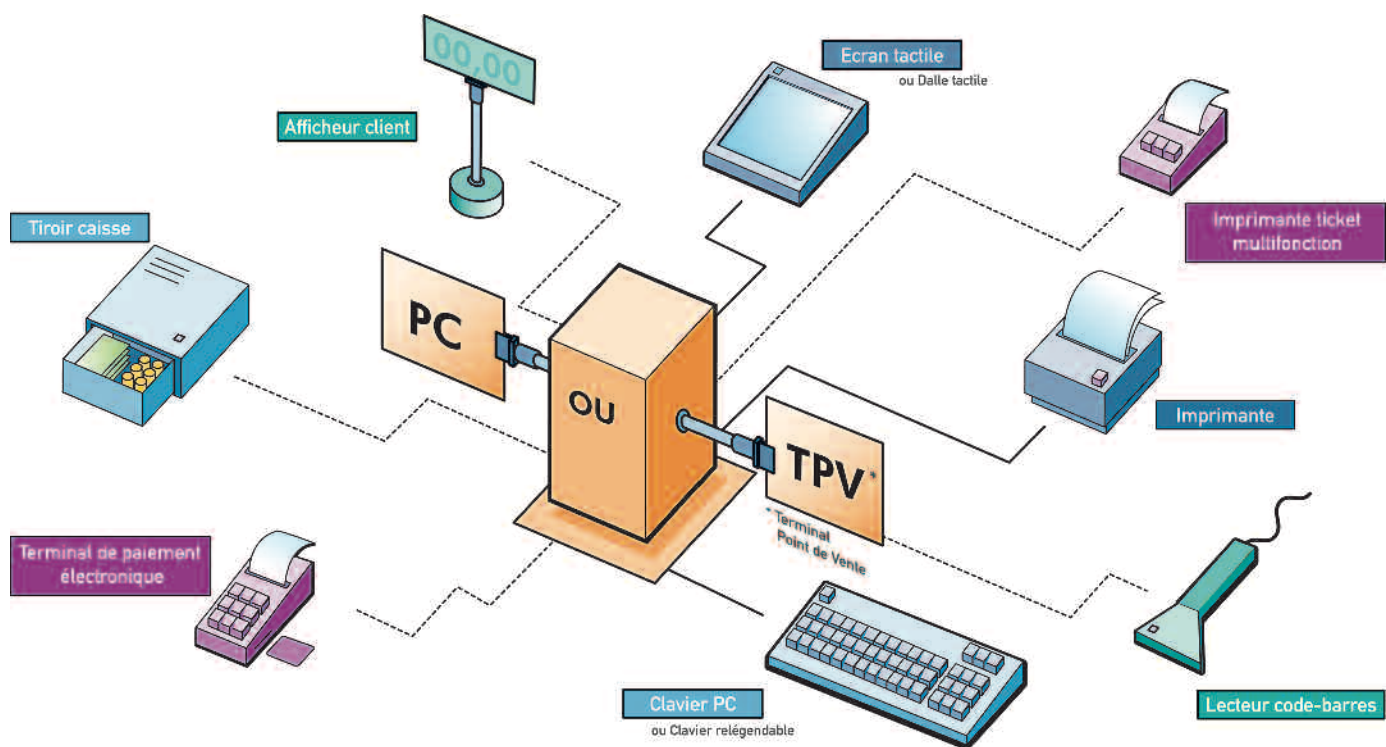 00,00
Ecran tactile
ou Dalle tactile
Afficheur client
Tiroir caisse
Imprimante ticket
multifonction
PC
OU
TPV*
* Terminal
Point de Vente
Imprimante
Terminal de paiement
électronique
Clavier PC
ou Clavier relégendable
Lecteur code-barres